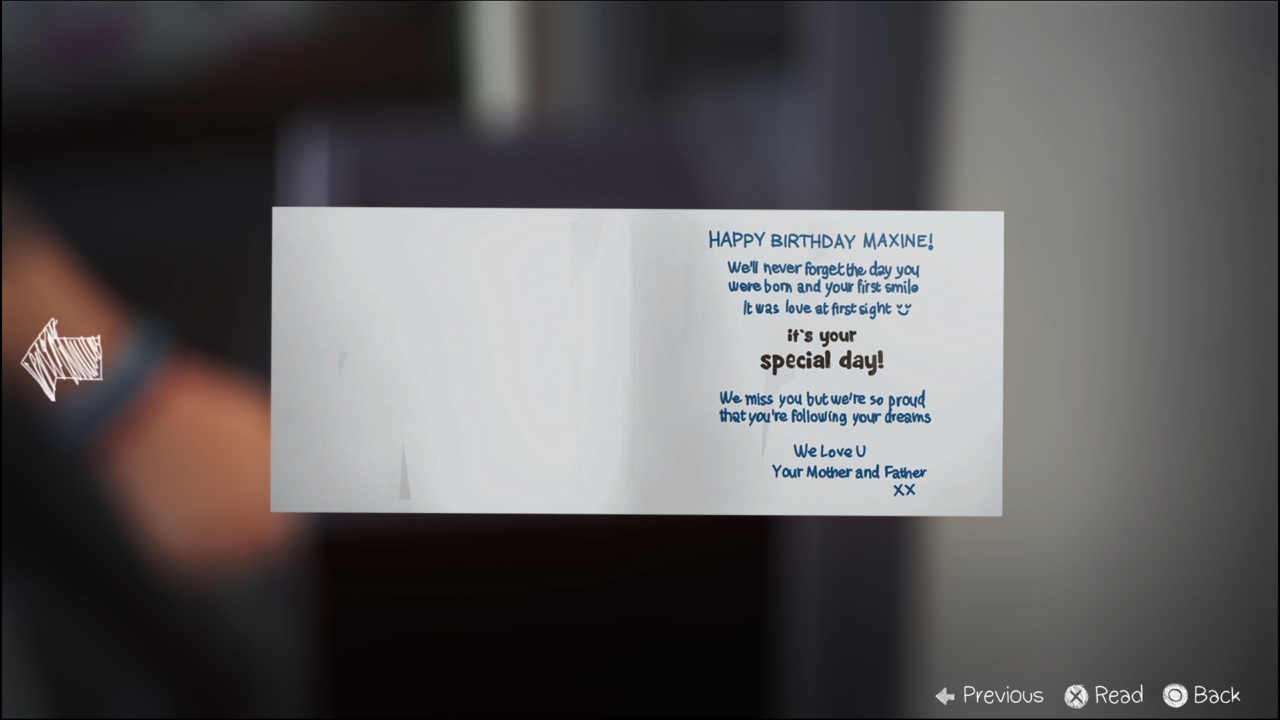 HAPPY BIRTHDAY MAXINE!
We'll never forget the day you
were born and your first smile
It was love at first sight
it's your
special day!
We miss you but we're so proud
that you're following your dreams
We Love U
Your Mother and Father
XX
Previous Read Back